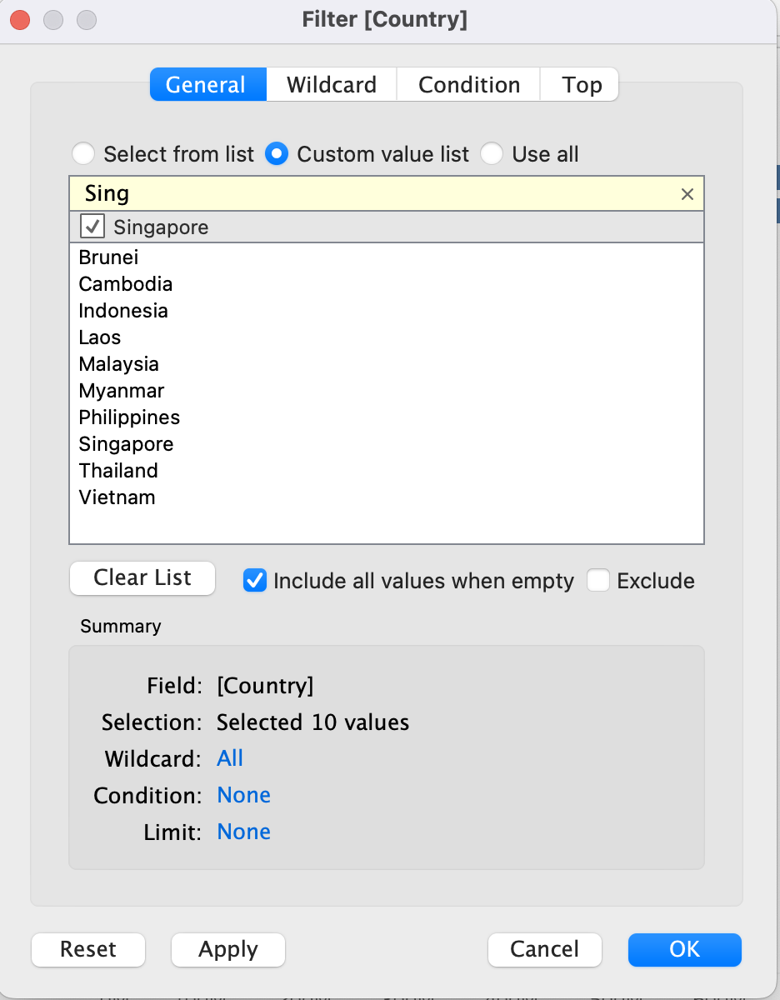 Filter [Country]
General Wildcard Condition Top
Select from list Custom value list Use all
Sing ×
Singapore
Brunei
Cambodia
Indonesia
Laos
Malaysia
Myanmar
Philippines
Singapore
Thailand
Vietnam
Clear List Include all values when empty Exclude
Summary
Field: [Country]
Selection: Selected 10 values
Wildcard: All
Condition: None
Limit: None
Reset Apply Cancel OK